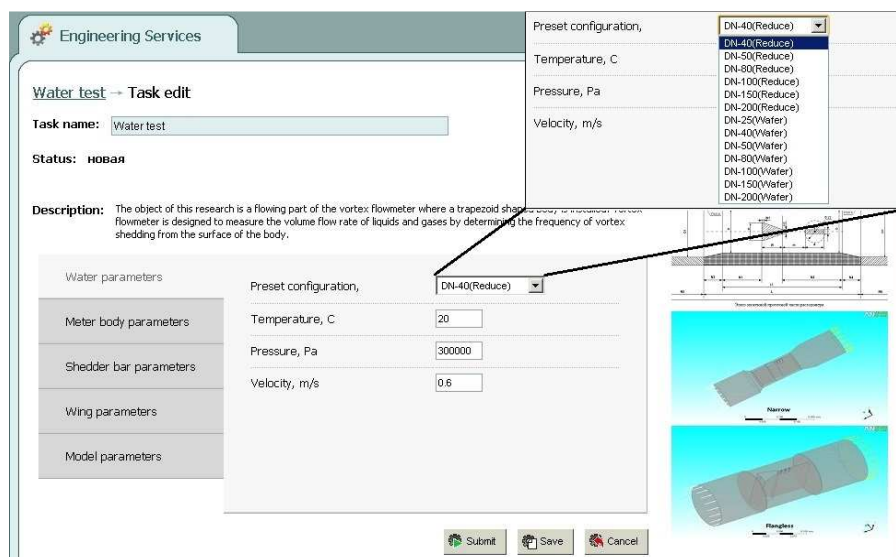 Engineering Services
Water test → Task edit
Task name: Water test
Status: новая
Description: The object of this research is a flowing part of the vortex flowmeter where a trapezoid shaped body is installed. Vortex
flowmeter is designed to measure the volume flow rate of liquids and gases by determining the frequency of vortex
shedding from the surface of the body.
Water parameters
Meter body parameters
Shedder bar parameters
Wing parameters
Model parameters
Preset configuration, DN-40(Reduce)
Temperature, C 20
Pressure, Pa 300000
Velocity, m/s 0.6
Submit Save Cancel
Preset configuration, DN-40(Reduce)
Temperature, C
Pressure, Pa
Velocity, m/s
DN-40(Reduce)
DN-50(Reduce)
DN-80(Reduce)
DN-100(Reduce)
DN-150(Reduce)
DN-200(Reduce)
DN-25(Wafer)
DN-40(Wafer)
DN-50(Wafer)
DN-80(Wafer)
DN-100(Wafer)
DN-150(Wafer)
DN-200(Wafer)
Narrow
Flangless